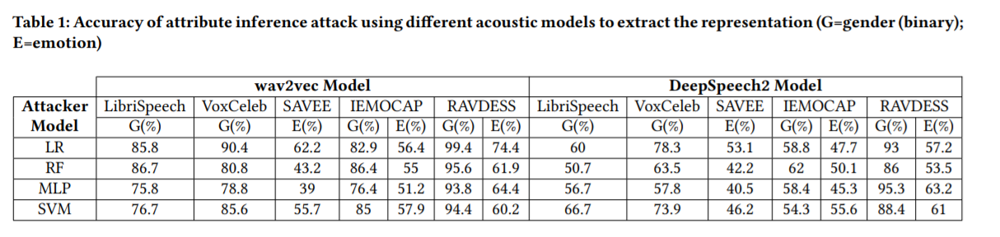 Table 1: Accuracy of attribute inference attack using different acoustic models to extract the representation (G=gender (binary);
E=emotion)
wav2vec Model DeepSpeech2 Model
Attacker LibriSpeech VoxCeleb SAVEE IEMOCAP RAVDESS LibriSpeech VoxCeleb SAVEE IEMOCAP RAVDESS
Model G(%) G(%) E(%) G(%) E(%) G(%) E(%) G(%) G(%) E(%) G(%) E(%) G(%) E(%)
LR 85.8 90.4 62.2 82.9 56.4 99.4 74.4 60 78.3 53.1 58.8 47.7 93 57.2
RF 86.7 80.8 43.2 86.4 55 95.6 61.9 50.7 63.5 42.2 62 50.1 86 53.5
MLP 75.8 78.8 39 76.4 51.2 93.8 64.4 56.7 57.8 40.5 58.4 45.3 95.3 63.2
SVM 76.7 85.6 55.7 85 57.9 94.4 60.2 66.7 73.9 46.2 54.3 55.6 88.4 61